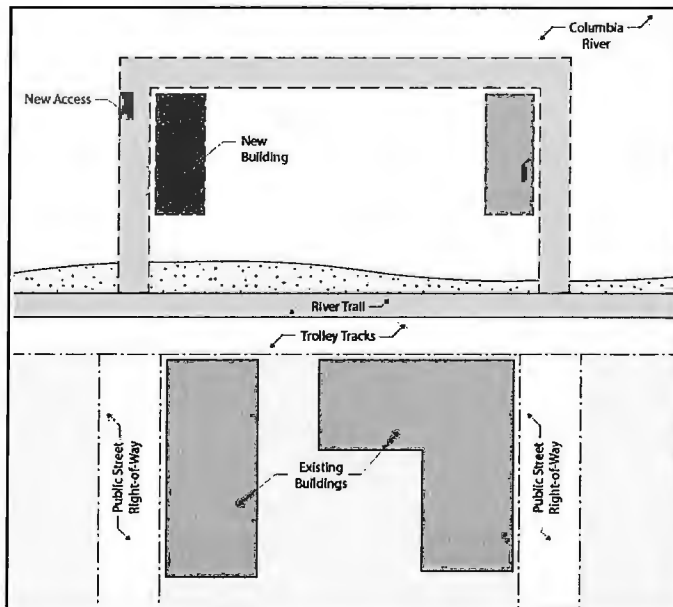 Columbia
River
New Access
New
Building
River Trail
Trolley Tracks
Public Street
Right-of-Way
Existing
Buildings
Public Street
Right-of-Way